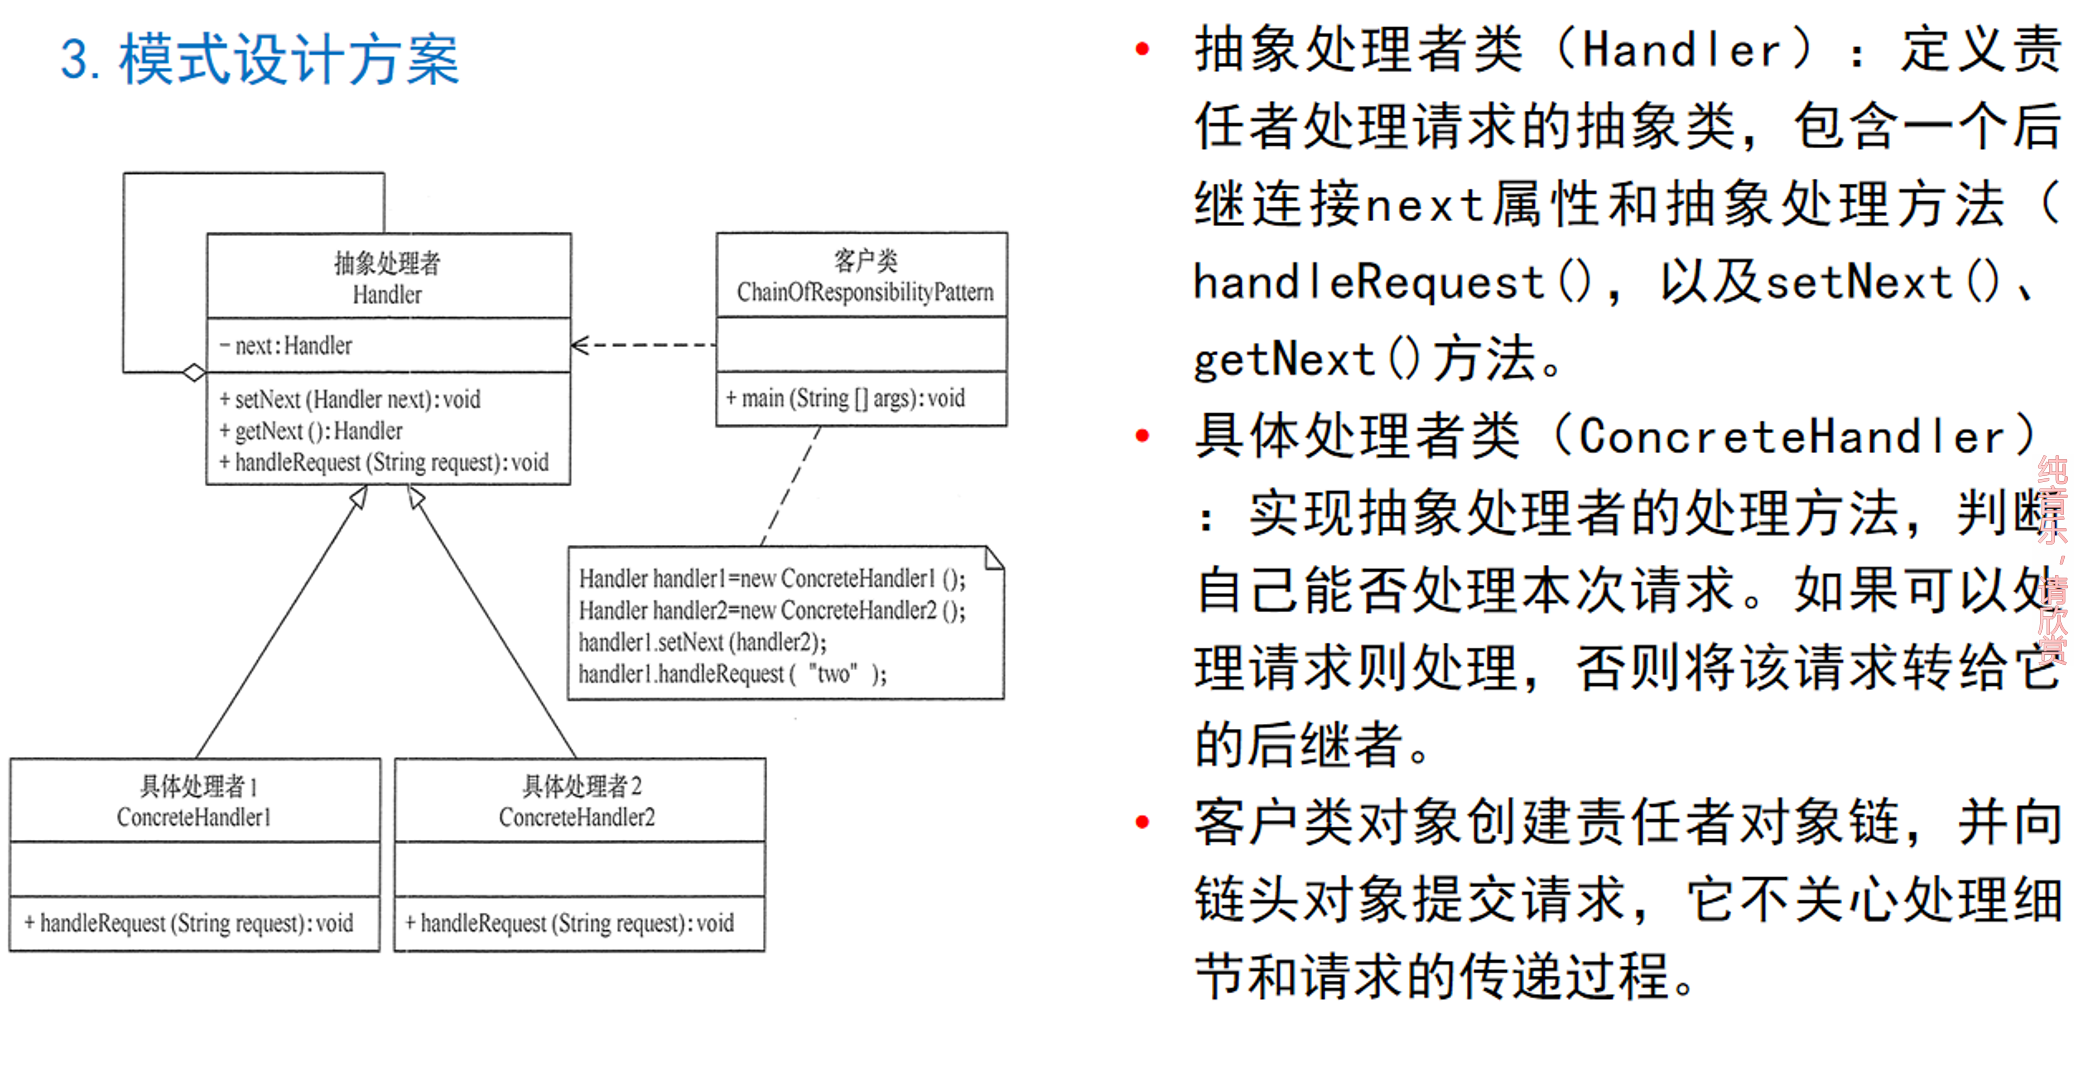 3. 模式设计方案
抽象处理者
Handler
- next:Handler
+ setNext (Handler next):void
+ getNext ():Handler
+ handleRequest (String request):void
客户类
ChainOfResponsibilityPattern
+ main (String [] args):void
Handler handler1=new ConcreteHandler1 ();
Handler handler2=new ConcreteHandler2 ();
handler1.setNext (handler2);
handler1.handleRequest ( "two" );
具体处理者1
ConcreteHandler1
+ handleRequest (String request):void
具体处理者2
ConcreteHandler2
+ handleRequest (String request):void
• 抽象处理者类（Handler）：定义责
任者处理请求的抽象类，包含一个后
继连接next属性和抽象处理方法（
handleRequest()，以及setNext()、
getNext()方法。
• 具体处理者类（ConcreteHandler）
：实现抽象处理者的处理方法，判断
自己能否处理本次请求。如果可以处
理请求则处理，否则将该请求转给它
的后继者。
• 客户类对象创建责任者对象链，并向
链头对象提交请求，它不关心处理细
节和请求的传递过程。
纯音乐，请欣赏